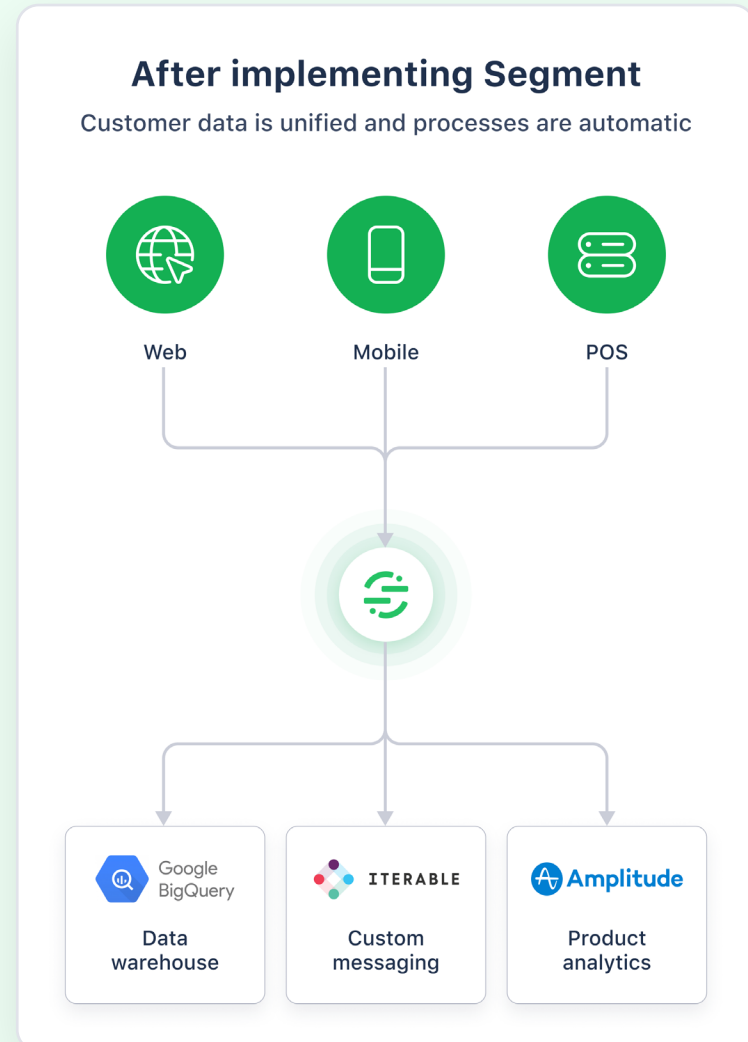 After implementing Segment
Customer data is unified and processes are automatic
Web
Mobile
POS
Google
BigQuery
Data
warehouse
ITERABLE
Custom
messaging
Amplitude
Product
analytics